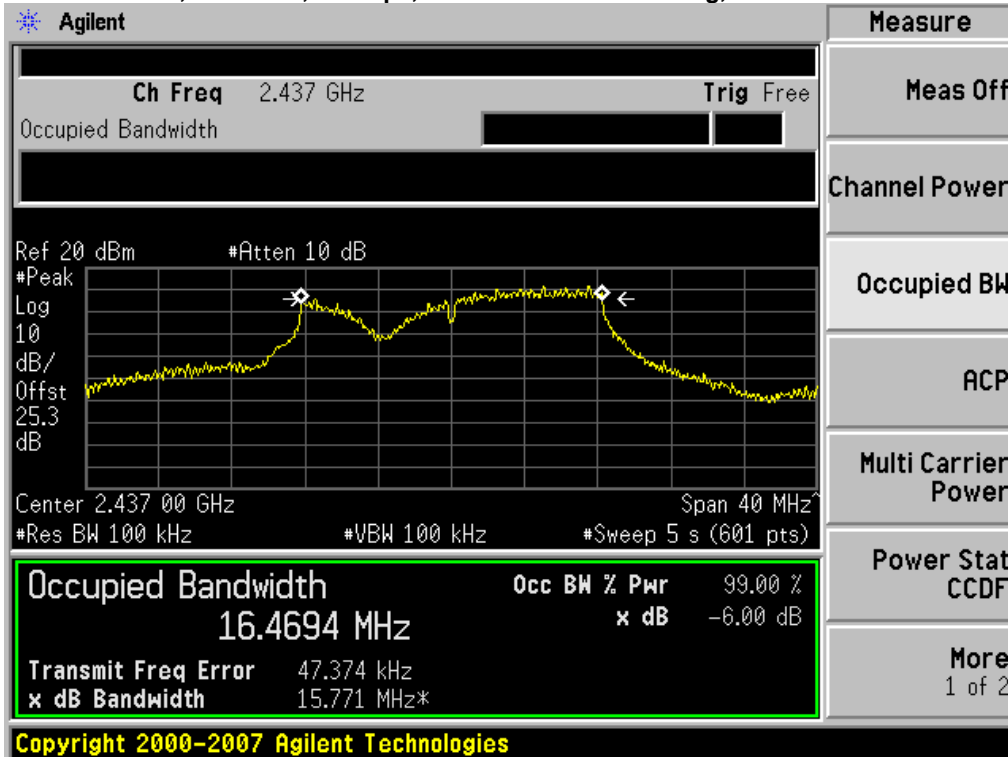 Agilent
Measure
Ch Freq 2.437 GHz Trig Free
Occupied Bandwidth
Meas Off
Channel Power
Occupied BW
ACP
Multi Carrier
Power
Power Stat
CCDF
More
1 of 2
Ref 20 dBm #Atten 10 dB
#Peak
Log
10
dB/
Offst
25.3
dB
Center 2.437 00 GHz Span 40 MHz^
#Res BW 100 kHz #VBW 100 kHz #Sweep 5 s (601 pts)
Occupied Bandwidth
16.4694 MHz
Occ BW % Pwr 99.00 %
x dB -6.00 dB
Transmit Freq Error 47.374 kHz
x dB Bandwidth 15.771 MHz*
Copyright 2000-2007 Agilent Technologies